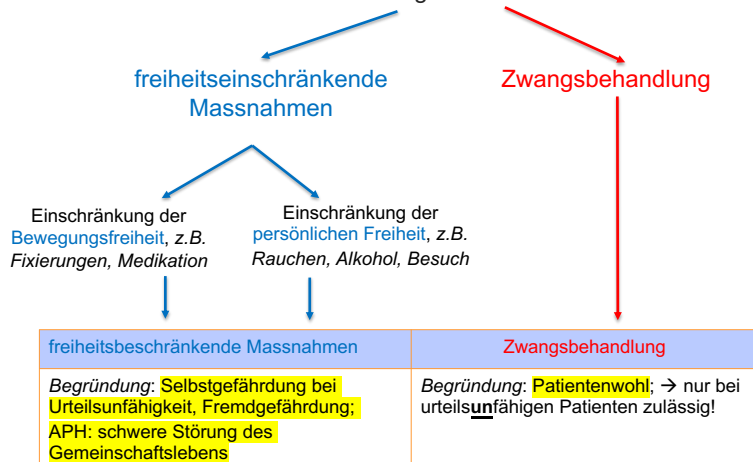 freiheitseinschränkende
Massnahmen
Zwangsbehandlung
Einschränkung der
Bewegungsfreiheit, z.B.
Fixierungen, Medikation
Einschränkung der
persönlichen Freiheit, z.B.
Rauchen, Alkohol, Besuch
freiheitsbeschränkende Massnahmen
Zwangsbehandlung
Begründung: Selbstgefährdung bei
Urteilsunfähigkeit, Fremdgefährdung;
APH: schwere Störung des
Gemeinschaftslebens
Begründung: Patientenwohl; → nur bei
urteilsunfähigen Patienten zulässig!